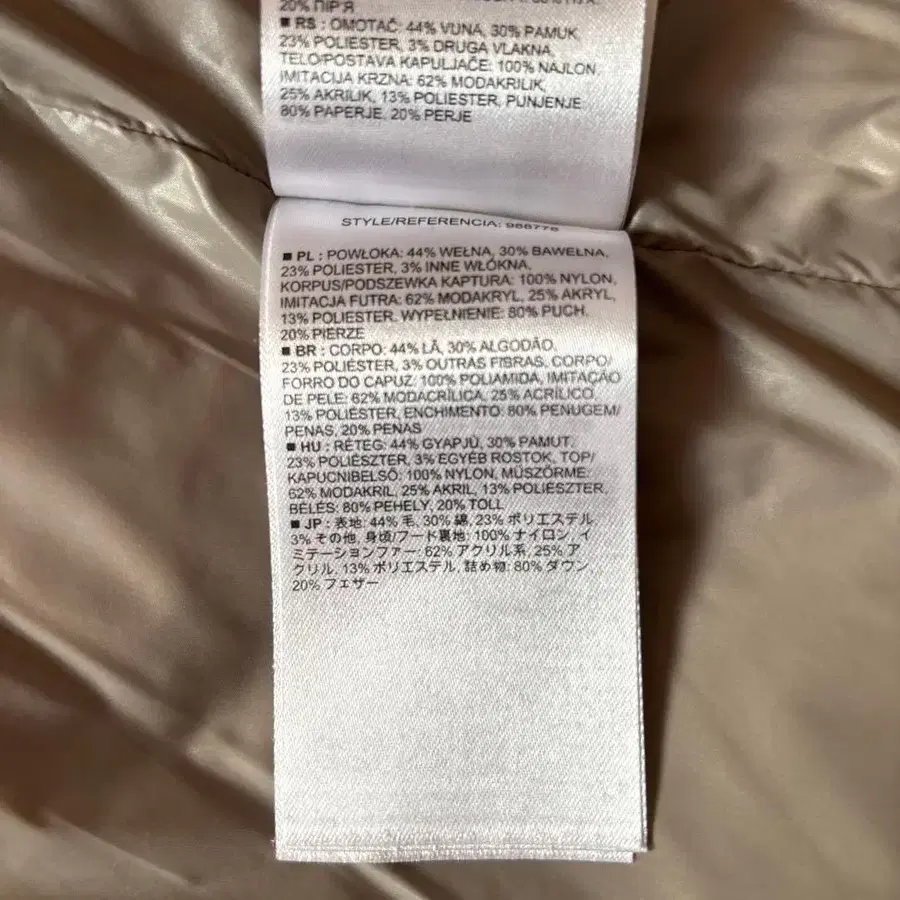 20% ПІР'Я
■ RS : OMOTAČ: 44% VUNA, 30% PAMUK,
23% POLIESTER, 3% DRUGA VLAKNA,
TELO/POSTAVA KAPULJAČE: 100% NAJLON,
IMITACIJA KRZNA: 62% MODAKRILIK,
25% AKRILIK, 13% POLIESTER, PUNJENJE:
80% PAPERJE, 20% PERJE
STYLE/REFERENCIA: 988778
■ PL : POWŁOKA: 44% WEŁNA, 30% BAWEŁNA,
23% POLIESTER, 3% INNE WŁÓKNA,
KORPUS/PODSZEWKA KAPTURA: 100% NYLON,
IMITACJA FUTRA: 62% MODAKRYL, 25% AKRYL,
13% POLIESTER, WYPEŁNIENIE: 80% PUCH,
20% PIERZE
■ BR : CORPO: 44% LÃ, 30% ALGODÃO,
23% POLIÉSTER, 3% OUTRAS FIBRAS, CORPO/
FORRO DO CAPUZ: 100% POLIAMIDA, IMITAÇÃO
DE PELE: 62% MODACRÍLICA, 25% ACRÍLICO,
13% POLIÉSTER, ENCHIMENTO: 80% PENUGEM/
PENAS, 20% PENAS
■ HU : RÉTEG: 44% GYAPJÚ, 30% PAMUT,
23% POLIÉSZTER, 3% EGYÉB ROSTOK, TOP/
KAPUCNIBELSŐ: 100% NYLON, MŰSZŐRME:
62% MODAKRIL, 25% AKRIL, 13% POLIÉSZTER,
BÉLÉS: 80% PEHELY, 20% TOLL
■ JP : 表地: 44% 毛, 30% 綿, 23% ポリエステル,
3% その他, 身頃/フード裏地: 100% ナイロン, イ
ミテーションファー: 62% アクリル系, 25% ア
クリル, 13% ポリエステル, 詰め物: 80% ダウン,
20% フェザー